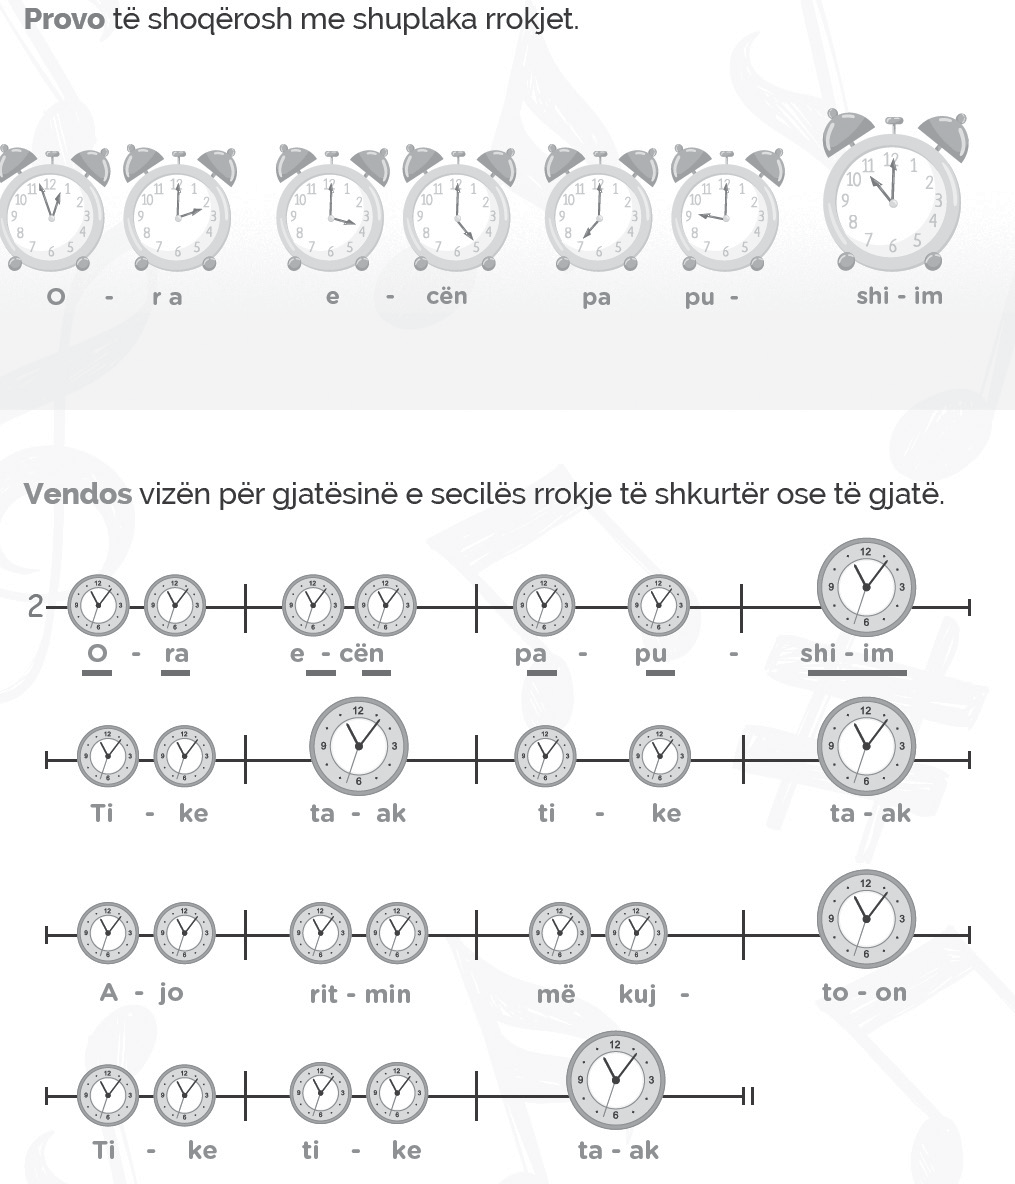 Provo të shoqërosh me shuplaka rrokjet.
O - r a e - cën pa pu - shi - im
Vendos vizën për gjatësinë e secilës rrokje të shkurtër ose të gjatë.
2
O - ra e - cën pa - pu - shi - im
Ti - ke ta - ak ti - ke ta - ak
A - jo rit - min më kuj - to - on
Ti - ke ti - ke ta - ak